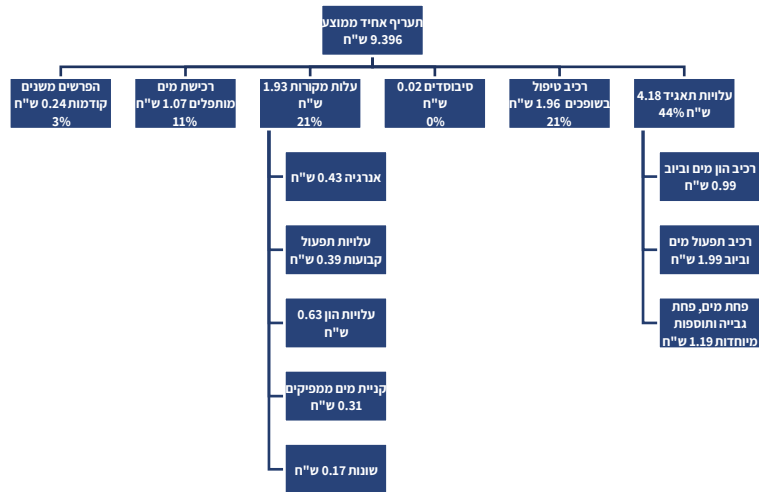 תעריף אחיד ממוצע
9.396 ש"ח
עלויות תאגיד 4.18
ש"ח 44%
רכיב טיפול
בשופכים 1.96 ש"ח
21%
סיבוסדים 0.02
ש"ח
0%
עלות מקורות 1.93
ש"ח
21%
רכישת מים
מותפלים 1.07 ש"ח
11%
הפרשים משנים
קודמות 0.24 ש"ח
3%
רכיב הון מים וביוב
0.99 ש"ח
רכיב תפעול מים
וביוב 1.99 ש"ח
פחת מים, פחת
גבייה ותוספות
מיוחדות 1.19 ש"ח
אנרגיה 0.43 ש"ח
עלויות תפעול
קבועות 0.39 ש"ח
עלויות הון 0.63
ש"ח
קניית מים ממפיקים
0.31 ש"ח
שונות 0.17 ש"ח